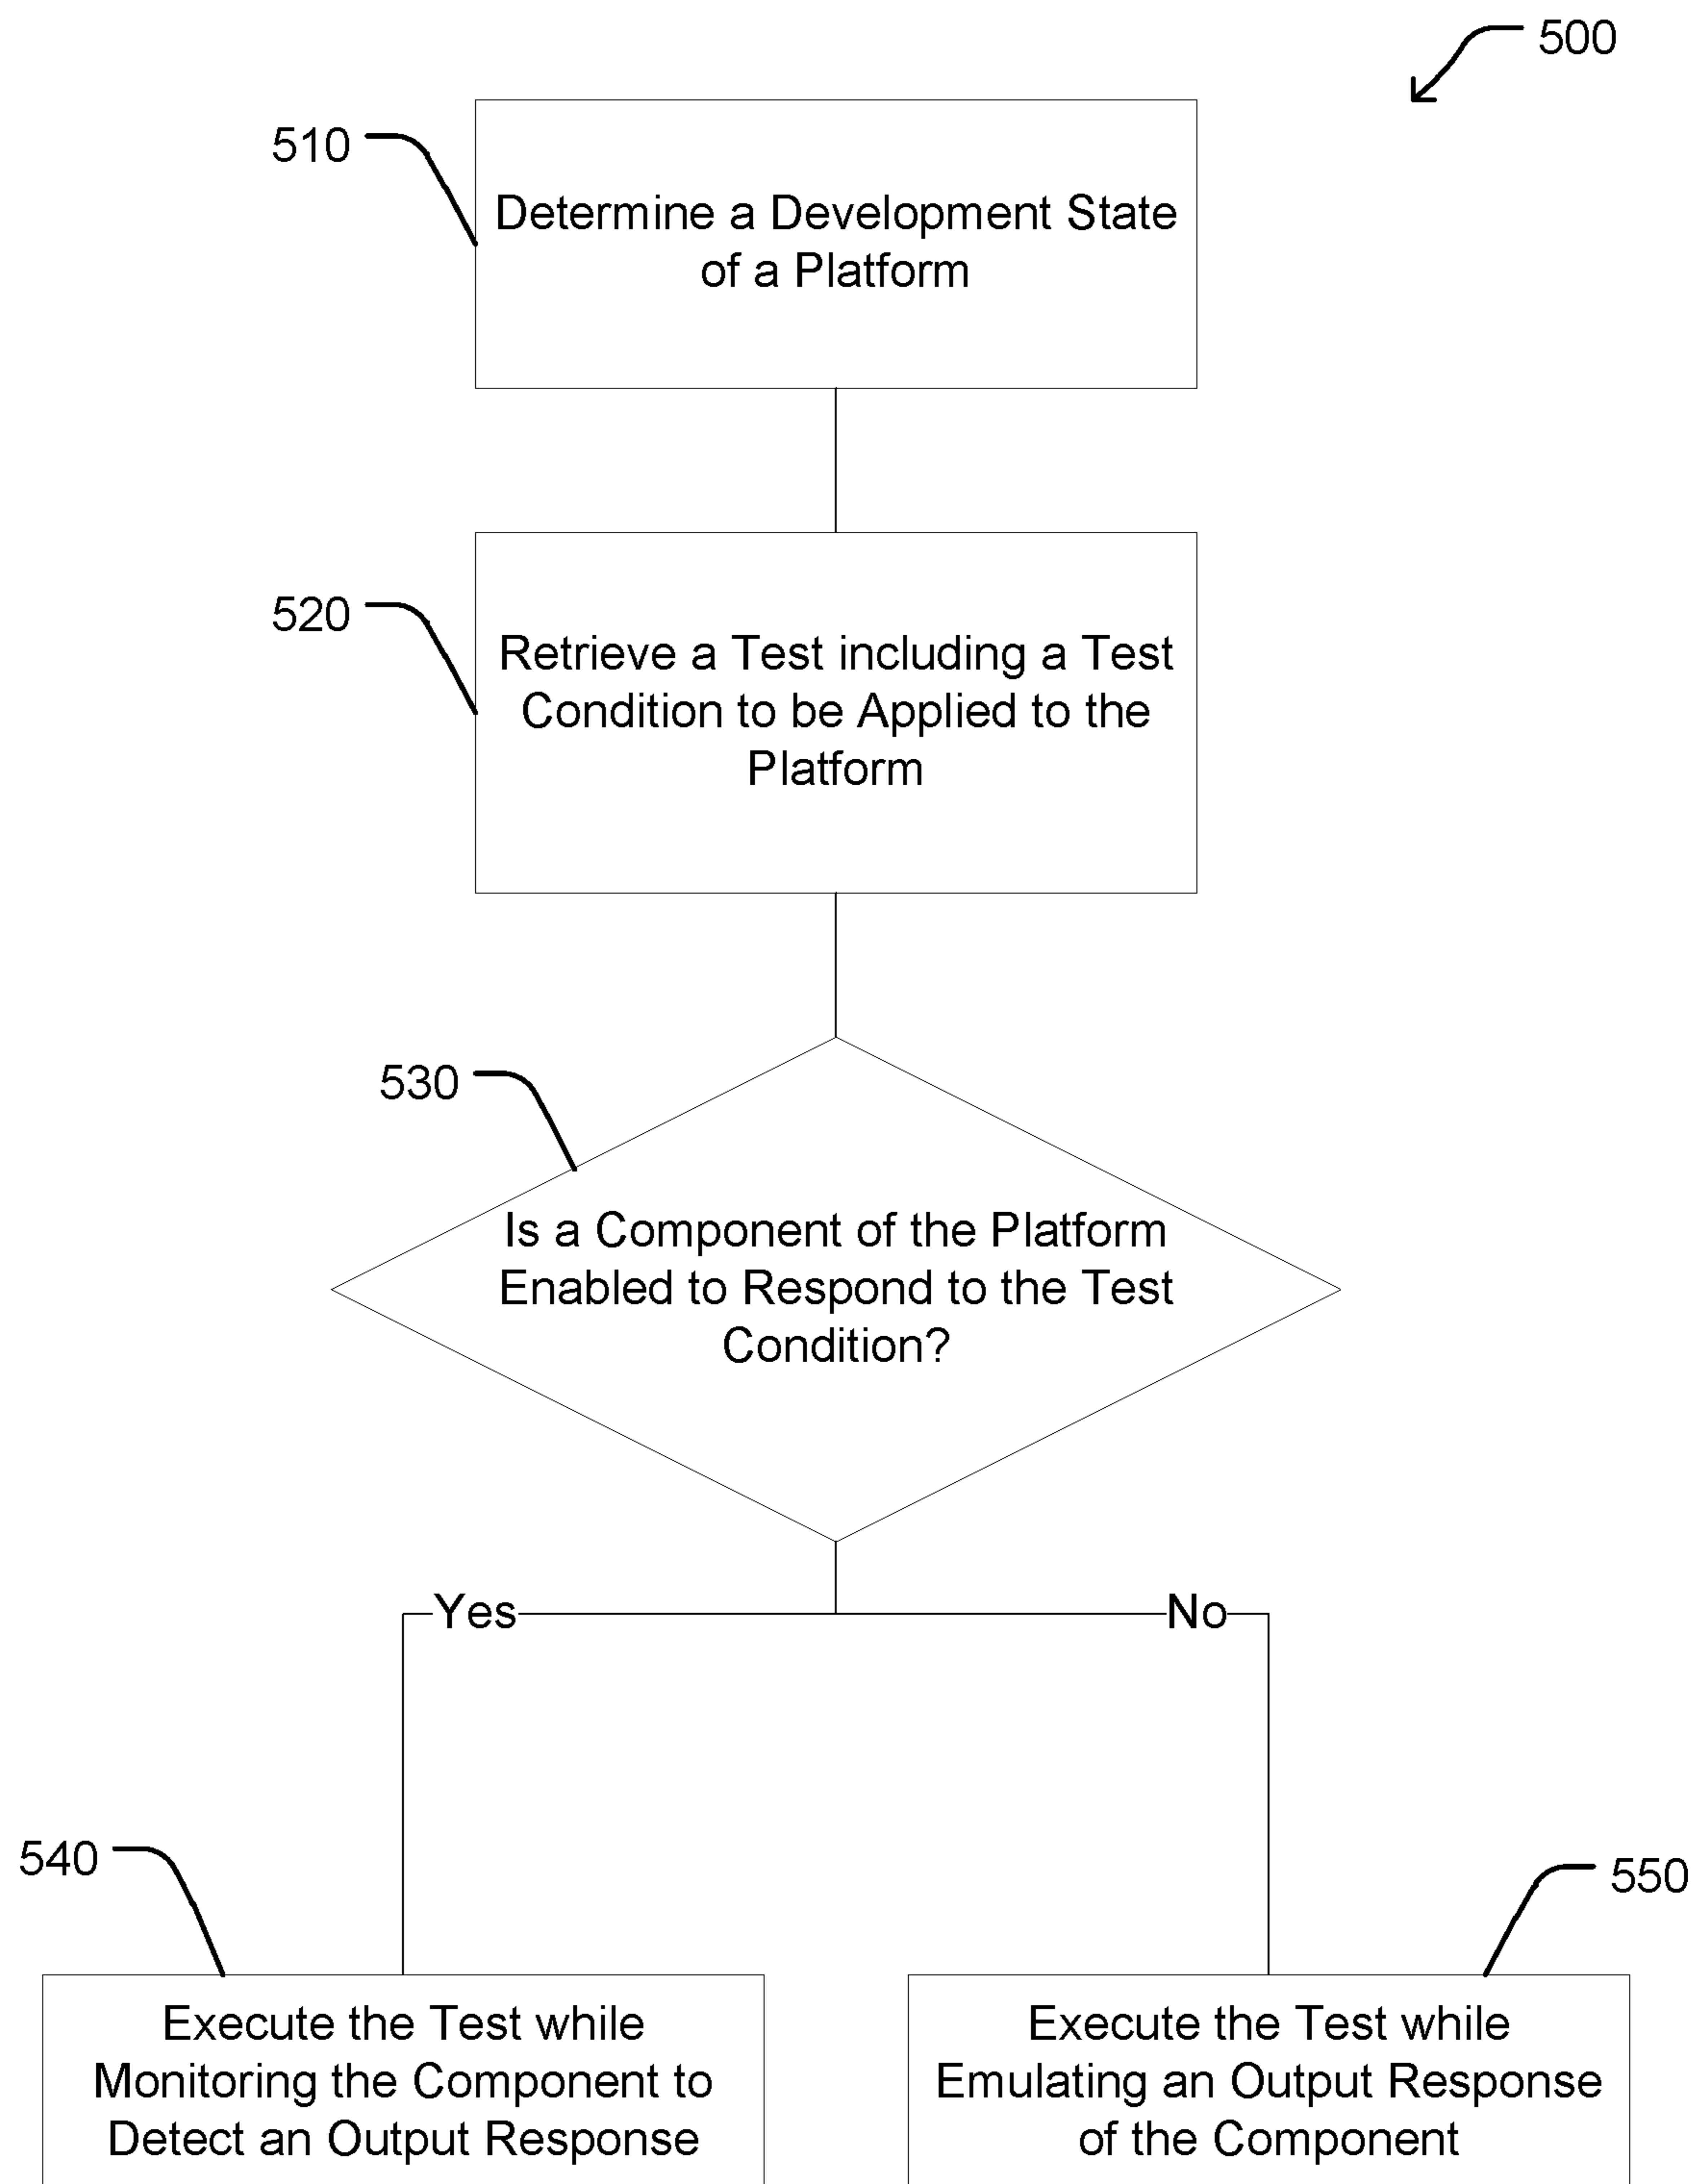 500
510
Determine a Development State
of a Platform
520
Retrieve a Test including a Test
Condition to be Applied to the
Platform
530
Is a Component of the Platform
Enabled to Respond to the Test
Condition?
Yes
No
540
Execute the Test while
Monitoring the Component to
Detect an Output Response
550
Execute the Test while
Emulating an Output Response
of the Component